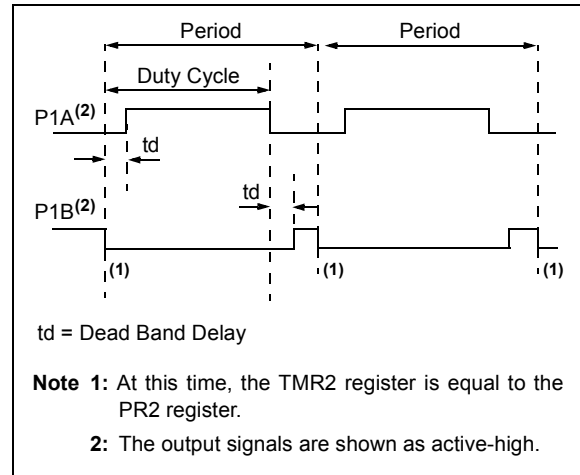 Period Period
Duty Cycle
P1A(2)
td
td
P1B(2)
(1) (1) (1)
td = Dead Band Delay
Note 1: At this time, the TMR2 register is equal to the
PR2 register.
2: The output signals are shown as active-high.